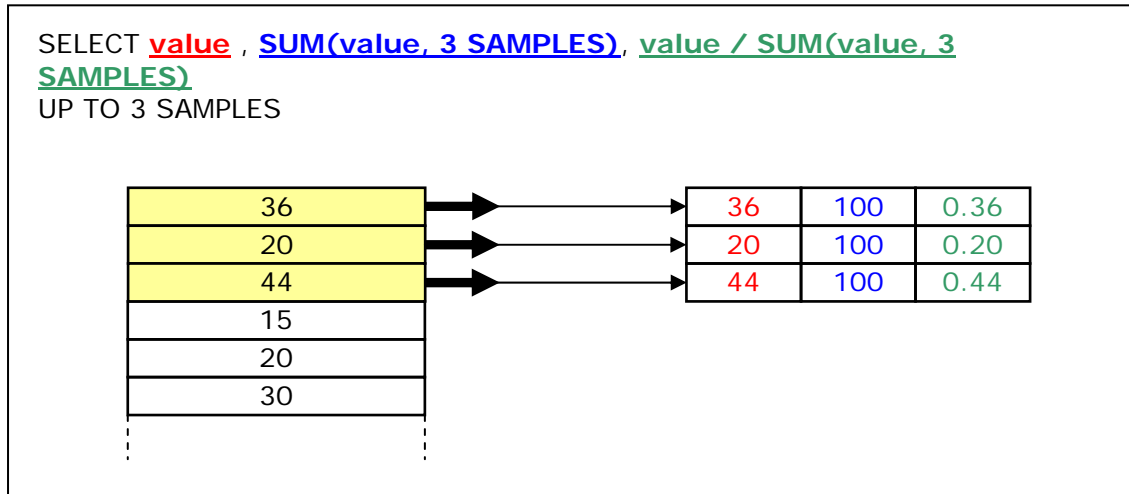 SELECT value , SUM(value, 3 SAMPLES), value / SUM(value, 3
SAMPLES)
UP TO 3 SAMPLES
36 36 100 0.36
20 20 100 0.20
44 44 100 0.44
15
20
30